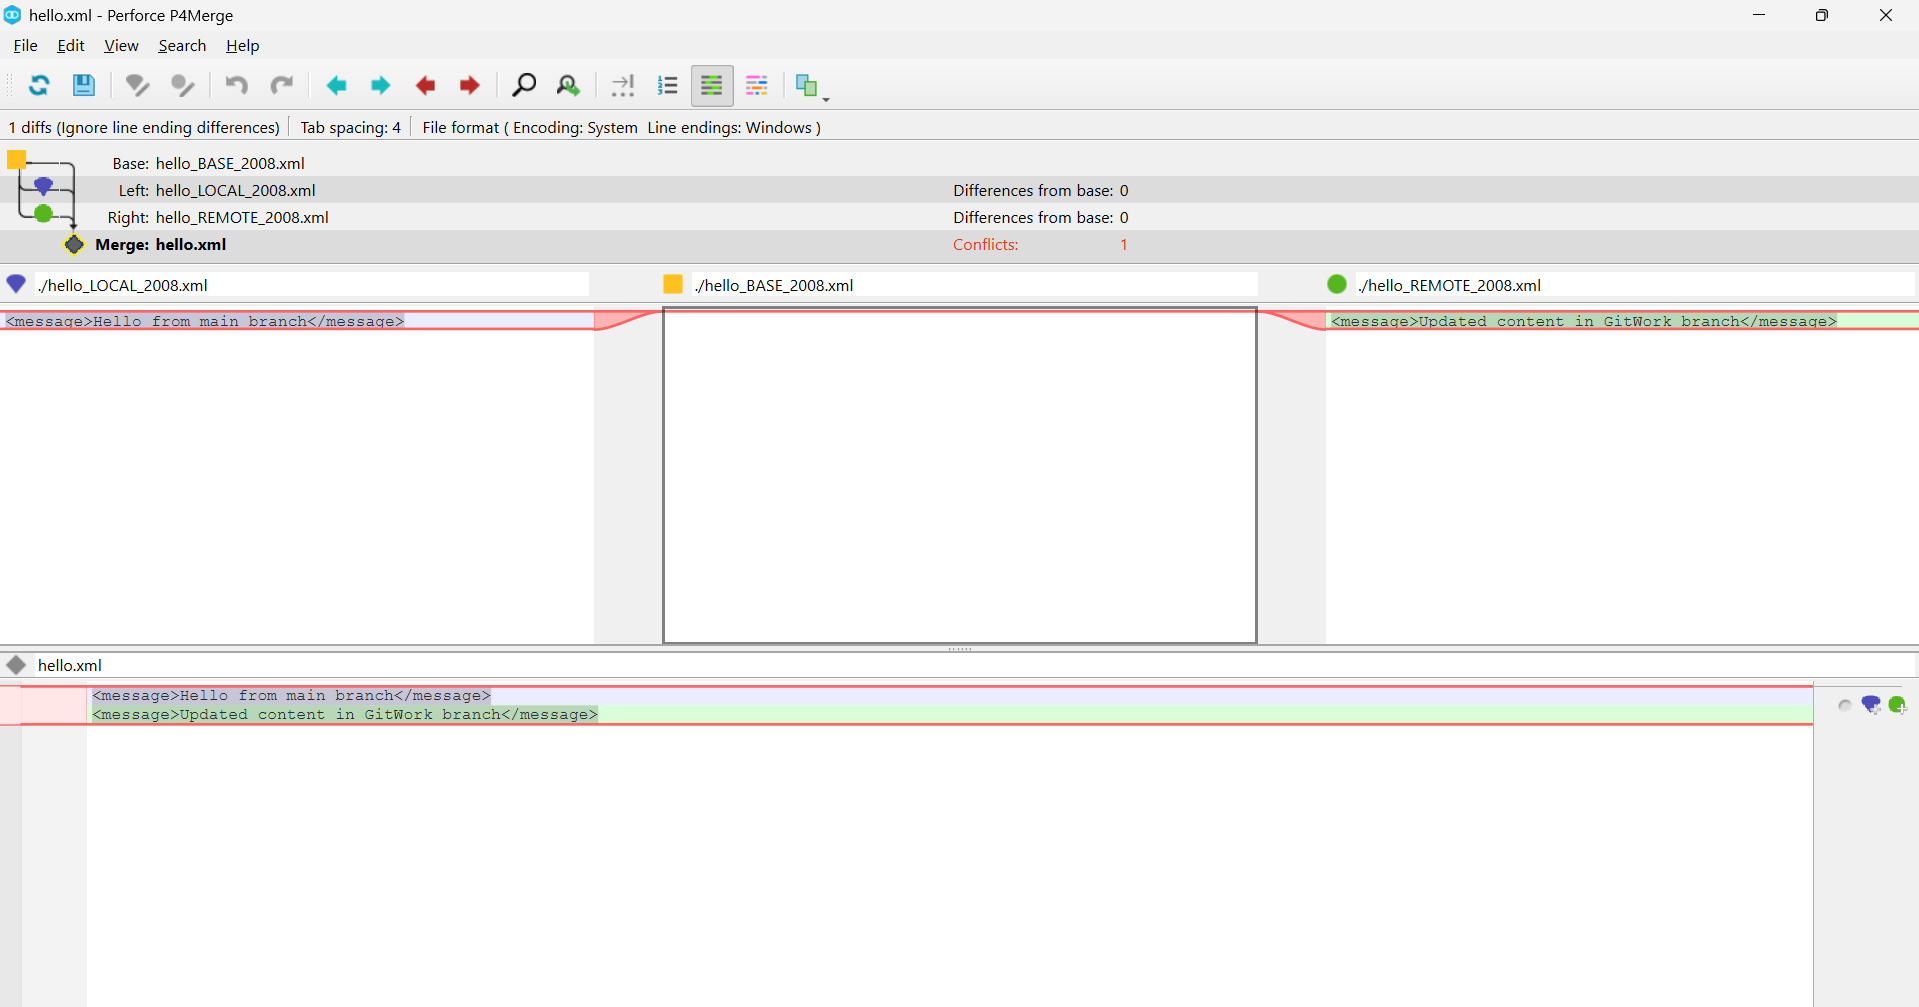 hello.xml - Perforce P4Merge
File Edit View Search Help
1 diffs (Ignore line ending differences) Tab spacing: 4 File format ( Encoding: System Line endings: Windows )
Base: hello_BASE_2008.xml
Left: hello_LOCAL_2008.xml Differences from base: 0
Right: hello_REMOTE_2008.xml Differences from base: 0
Merge: hello.xml Conflicts: 1
./hello_LOCAL_2008.xml ./hello_BASE_2008.xml ./hello_REMOTE_2008.xml
<message>Hello from main branch</message> <message>Updated content in GitWork branch</message>
hello.xml
<message>Hello from main branch</message>
<message>Updated content in GitWork branch</message>